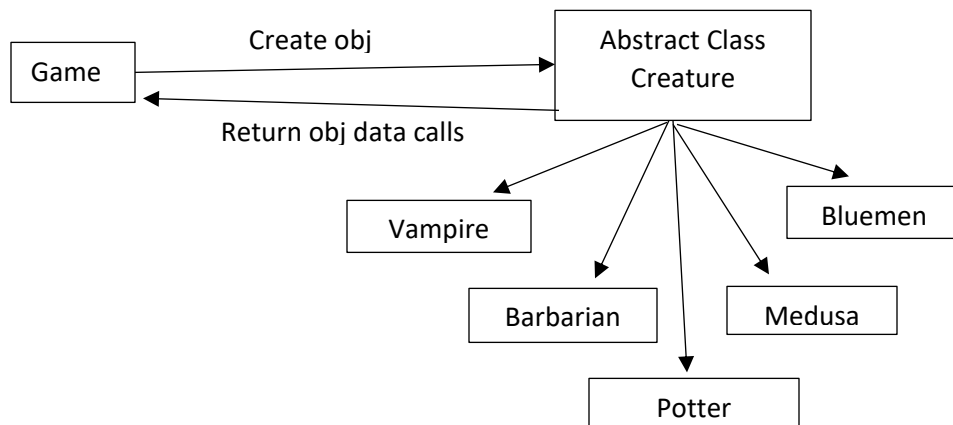 Create obj
Abstract Class
Creature
Game
Return obj data calls
Vampire
Bluemen
Barbarian
Medusa
Potter